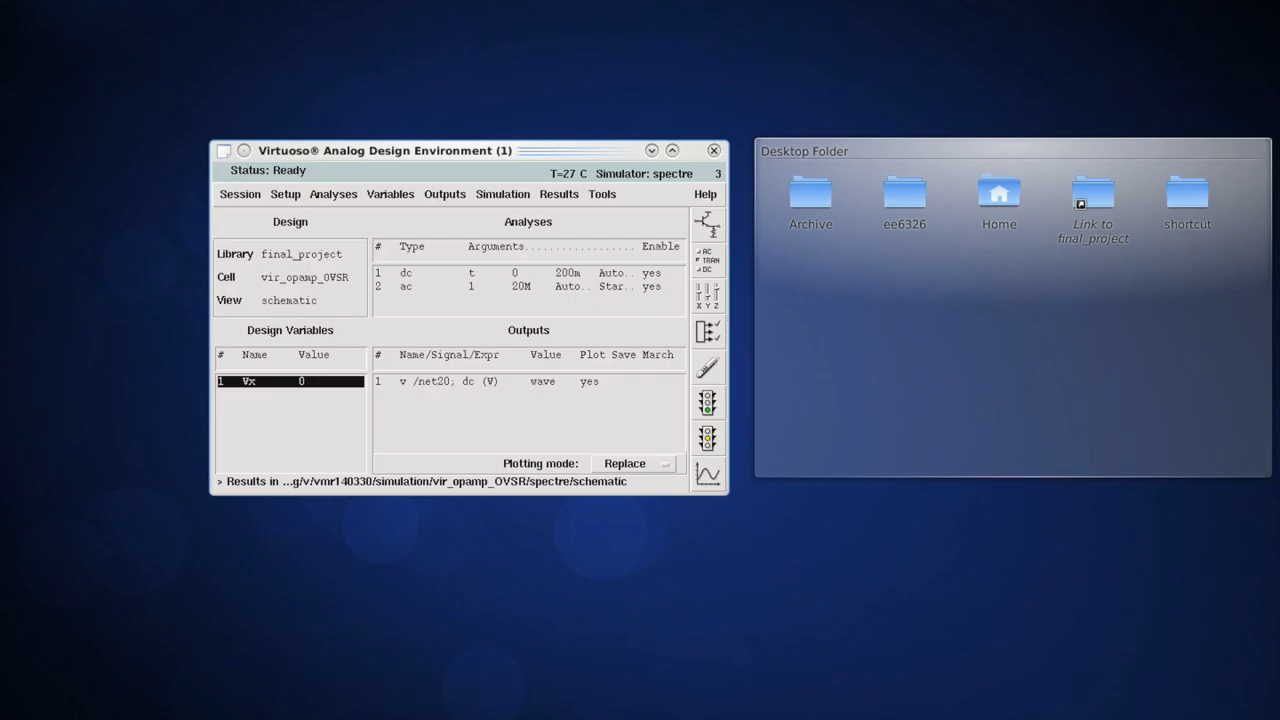 Virtuoso® Analog Design Environment (1)
Status: Ready
T=27 C Simulator: spectre 3
Session Setup Analyses Variables Outputs Simulation Results Tools Help
Design
Library final_project
Cell vir_opamp_OVSR
View schematic
Analyses
# Type Arguments.................. Enable
1 dc t 0 200m Auto.. yes
2 ac 1 20M Auto.. Star.. yes
Design Variables
# Name Value
1 Vx 0
Outputs
# Name/Signal/Expr Value Plot Save March
1 v /net20; dc (V) wave yes
Plotting mode: Replace
> Results in ...g/v/vmr140330/simulation/vir_opamp_OVSR/spectre/schematic
AC
TRAN
DC
X Y Z
Desktop Folder
Archive
ee6326
Home
Link to
final_project
shortcut